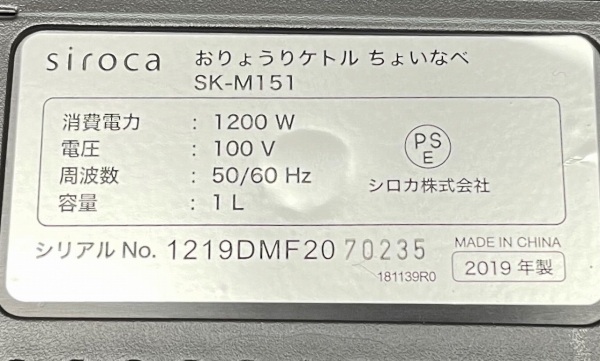 siroca おりょうりケトル ちょいなべ
SK-M151
消費電力 : 1200 W
電圧 : 100 V
周波数 : 50/60 Hz
容量 : 1 L
PS
E
シロカ株式会社
シリアル No. 1219DMF20 70235
MADE IN CHINA
181139R0
2019 年製